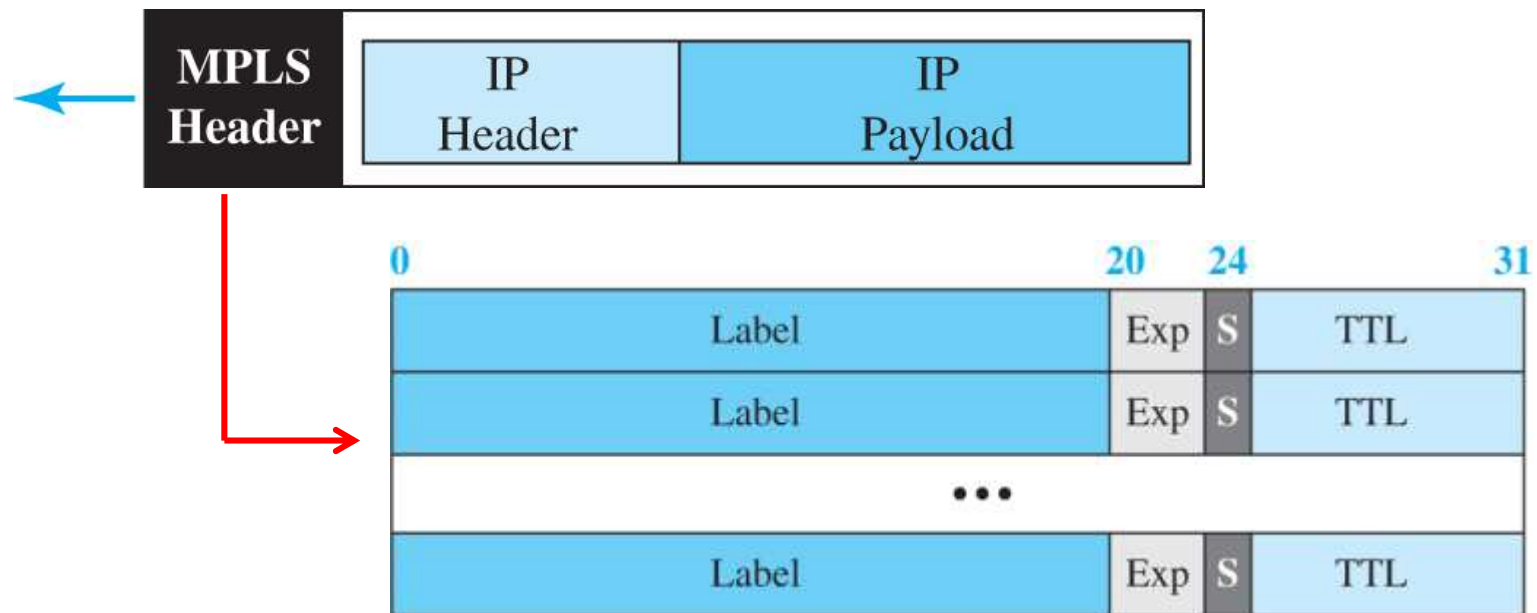 MPLS Header
IP Header
IP Payload
0 20 24 31
Label Exp S TTL
Label Exp S TTL
•••
Label Exp S TTL